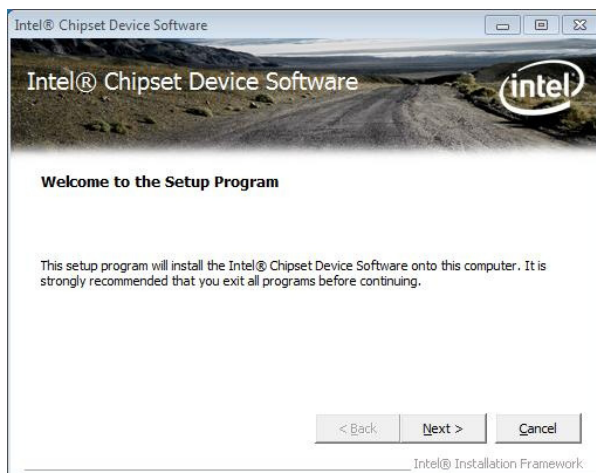 Intel® Chipset Device Software
Intel® Chipset Device Software
intel
Welcome to the Setup Program
This setup program will install the Intel® Chipset Device Software onto this computer. It is
strongly recommended that you exit all programs before continuing.
< Back Next > Cancel
Intel® Installation Framework